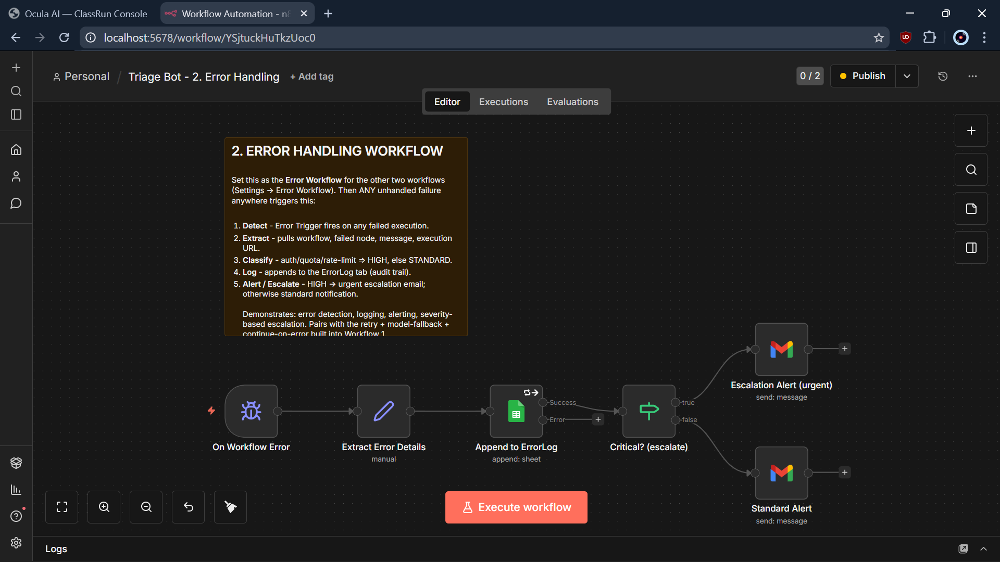 Ocula AI — ClassRun Console
Workflow Automation - n8
localhost:5678/workflow/YSjtuckHuTkzUoc0
Personal / Triage Bot - 2. Error Handling + Add tag
0 / 2
Publish
Editor
Executions
Evaluations
2. ERROR HANDLING WORKFLOW
Set this as the Error Workflow for the other two workflows
(Settings → Error Workflow). Then ANY unhandled failure
anywhere triggers this:
1. Detect - Error Trigger fires on any failed execution.
2. Extract - pulls workflow, failed node, message, execution
URL.
3. Classify - auth/quota/rate-limit ⇒ HIGH, else STANDARD.
4. Log - appends to the ErrorLog tab (audit trail).
5. Alert / Escalate - HIGH → urgent escalation email;
otherwise standard notification.
Demonstrates: error detection, logging, alerting, severity-
based escalation. Pairs with the retry + model-fallback +
continue-on-error built into Workflow 1.
On Workflow Error
Extract Error Details
manual
Success
Error
Append to ErrorLog
append: sheet
true
false
Critical? (escalate)
Escalation Alert (urgent)
send: message
Standard Alert
send: message
Execute workflow
Logs